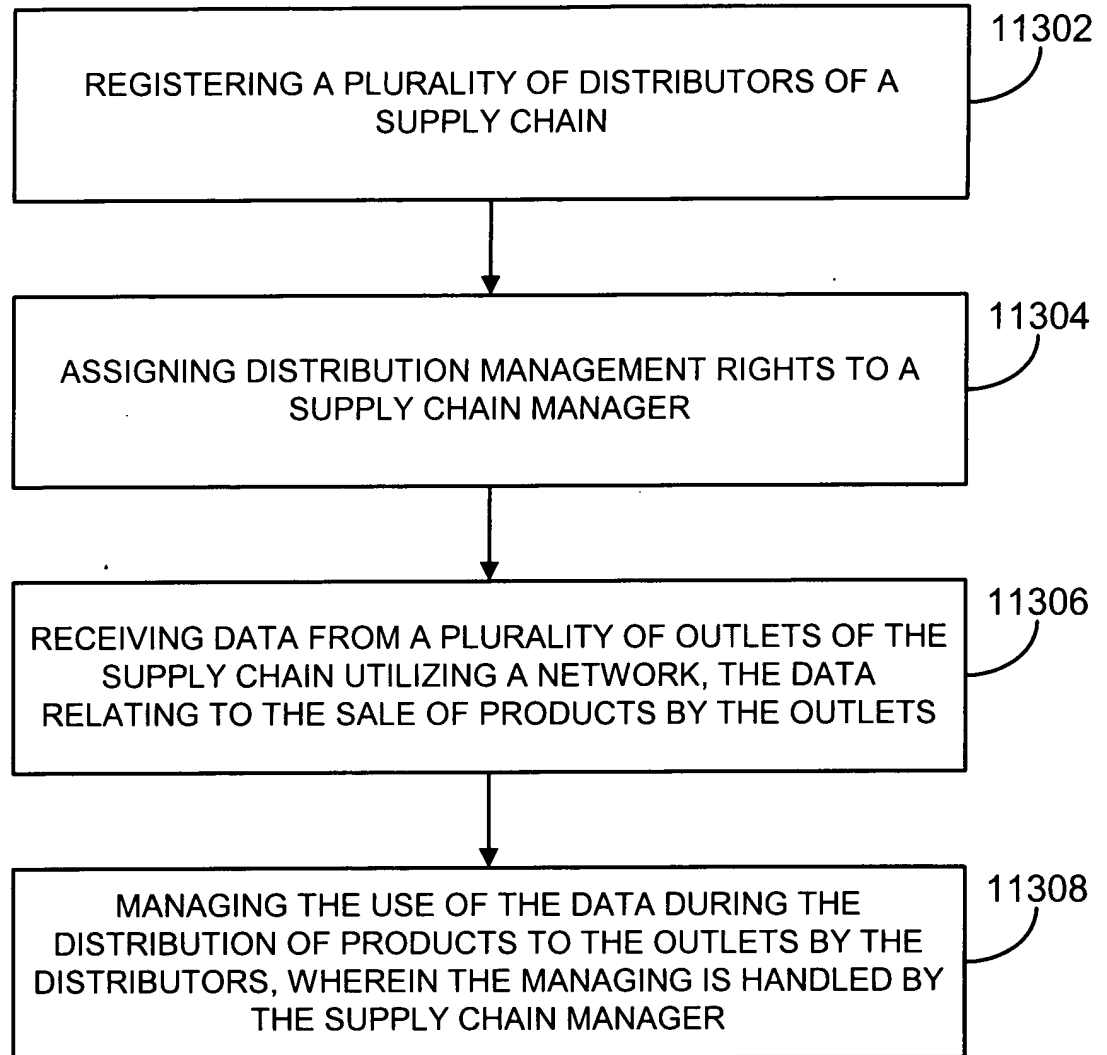 11302
REGISTERING A PLURALITY OF DISTRIBUTORS OF A
SUPPLY CHAIN
11304
ASSIGNING DISTRIBUTION MANAGEMENT RIGHTS TO A
SUPPLY CHAIN MANAGER
11306
RECEIVING DATA FROM A PLURALITY OF OUTLETS OF THE
SUPPLY CHAIN UTILIZING A NETWORK, THE DATA
RELATING TO THE SALE OF PRODUCTS BY THE OUTLETS
11308
MANAGING THE USE OF THE DATA DURING THE
DISTRIBUTION OF PRODUCTS TO THE OUTLETS BY THE
DISTRIBUTORS, WHEREIN THE MANAGING IS HANDLED BY
THE SUPPLY CHAIN MANAGER